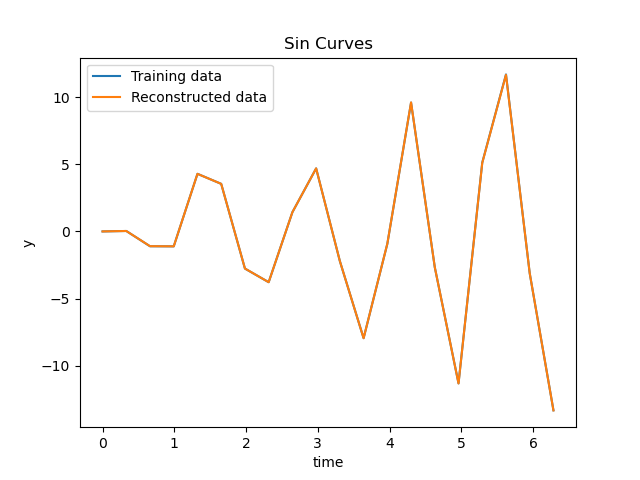 Sin Curves
Training data
Reconstructed data
10
5
0
−5
−10
y
0 1 2 3 4 5 6
time